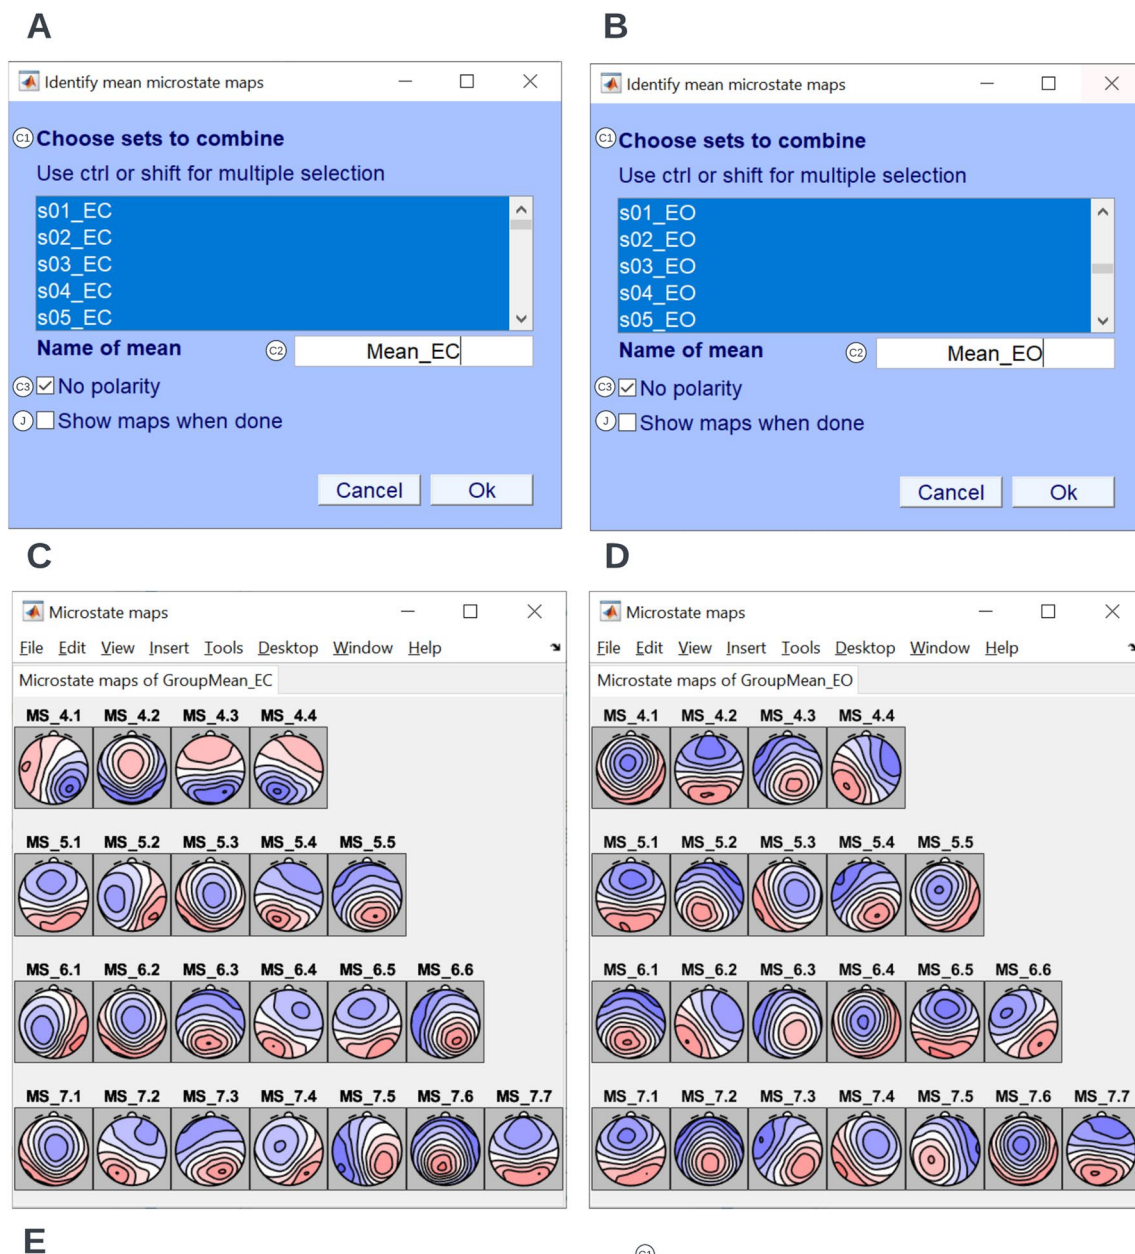 A
B
Identify mean microstate maps
C1 Choose sets to combine
Use ctrl or shift for multiple selection
s01_EC
s02_EC
s03_EC
s04_EC
s05_EC
Name of mean C2 Mean_EC
C3 No polarity
J Show maps when done
Cancel Ok
Identify mean microstate maps
C1 Choose sets to combine
Use ctrl or shift for multiple selection
s01_EO
s02_EO
s03_EO
s04_EO
s05_EO
Name of mean C2 Mean_EO
C3 No polarity
J Show maps when done
Cancel Ok
C
D
Microstate maps
File Edit View Insert Tools Desktop Window Help
Microstate maps of GroupMean_EC
MS_4.1 MS_4.2 MS_4.3 MS_4.4
MS_5.1 MS_5.2 MS_5.3 MS_5.4 MS_5.5
MS_6.1 MS_6.2 MS_6.3 MS_6.4 MS_6.5 MS_6.6
MS_7.1 MS_7.2 MS_7.3 MS_7.4 MS_7.5 MS_7.6 MS_7.7
Microstate maps
File Edit View Insert Tools Desktop Window Help
Microstate maps of GroupMean_EO
MS_4.1 MS_4.2 MS_4.3 MS_4.4
MS_5.1 MS_5.2 MS_5.3 MS_5.4 MS_5.5
MS_6.1 MS_6.2 MS_6.3 MS_6.4 MS_6.5 MS_6.6
MS_7.1 MS_7.2 MS_7.3 MS_7.4 MS_7.5 MS_7.6 MS_7.7
E